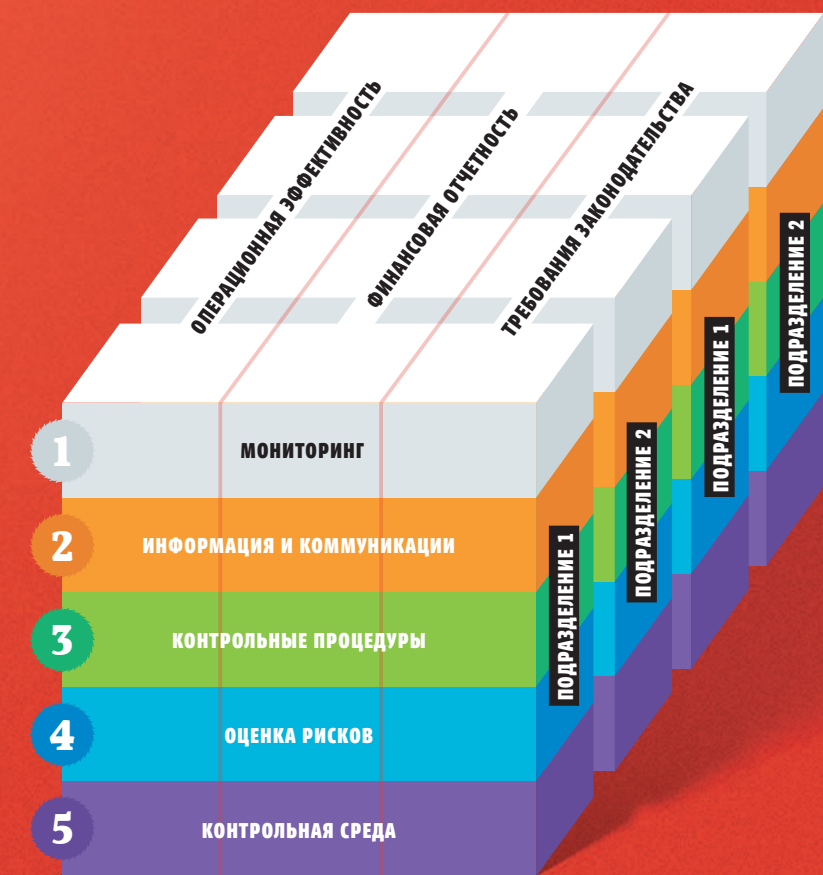 ОПЕРАЦИОННАЯ ЭФФЕКТИВНОСТЬ
ФИНАНСОВАЯ ОТЧЕТНОСТЬ
ТРЕБОВАНИЯ ЗАКОНОДАТЕЛЬСТВА
1 МОНИТОРИНГ
2 ИНФОРМАЦИЯ И КОММУНИКАЦИИ
3 КОНТРОЛЬНЫЕ ПРОЦЕДУРЫ
4 ОЦЕНКА РИСКОВ
5 КОНТРОЛЬНАЯ СРЕДА
ПОДРАЗДЕЛЕНИЕ 1
ПОДРАЗДЕЛЕНИЕ 2
ПОДРАЗДЕЛЕНИЕ 1
ПОДРАЗДЕЛЕНИЕ 2